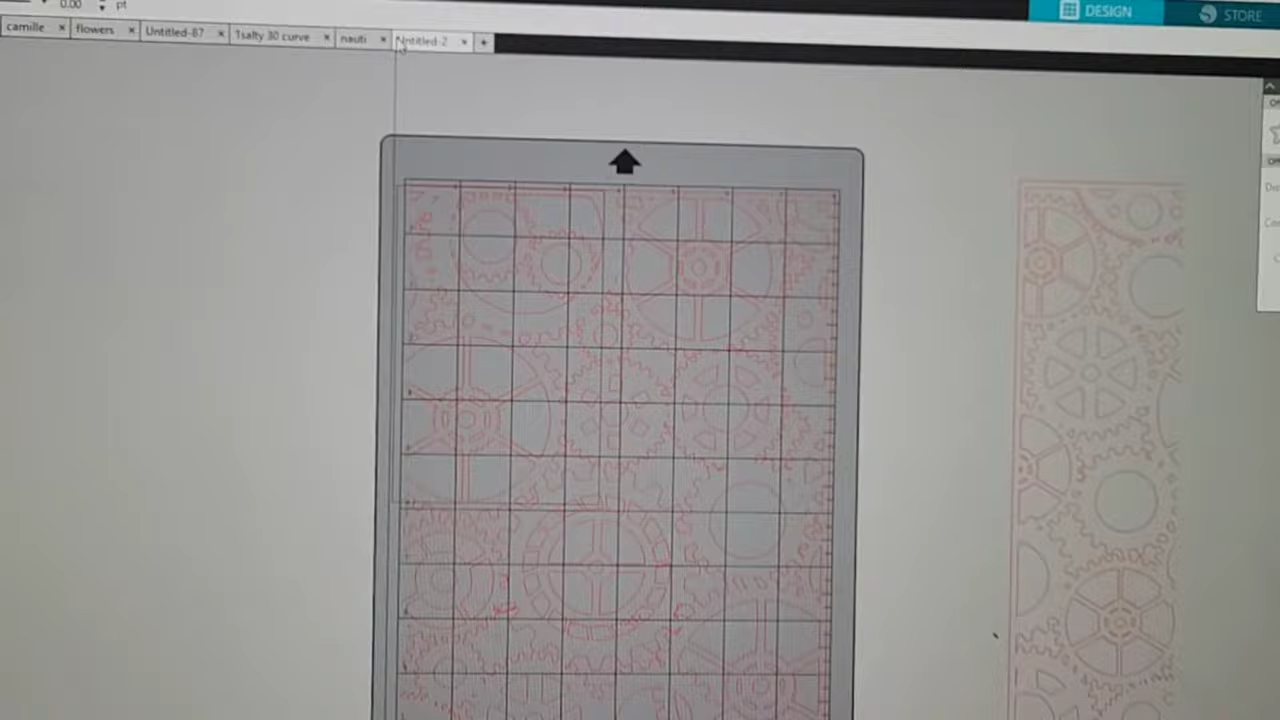 0.00 pt
DESIGN
STORE
camille
flowers
Untitled-87
1salty 30 curve
nauti
Untitled-2